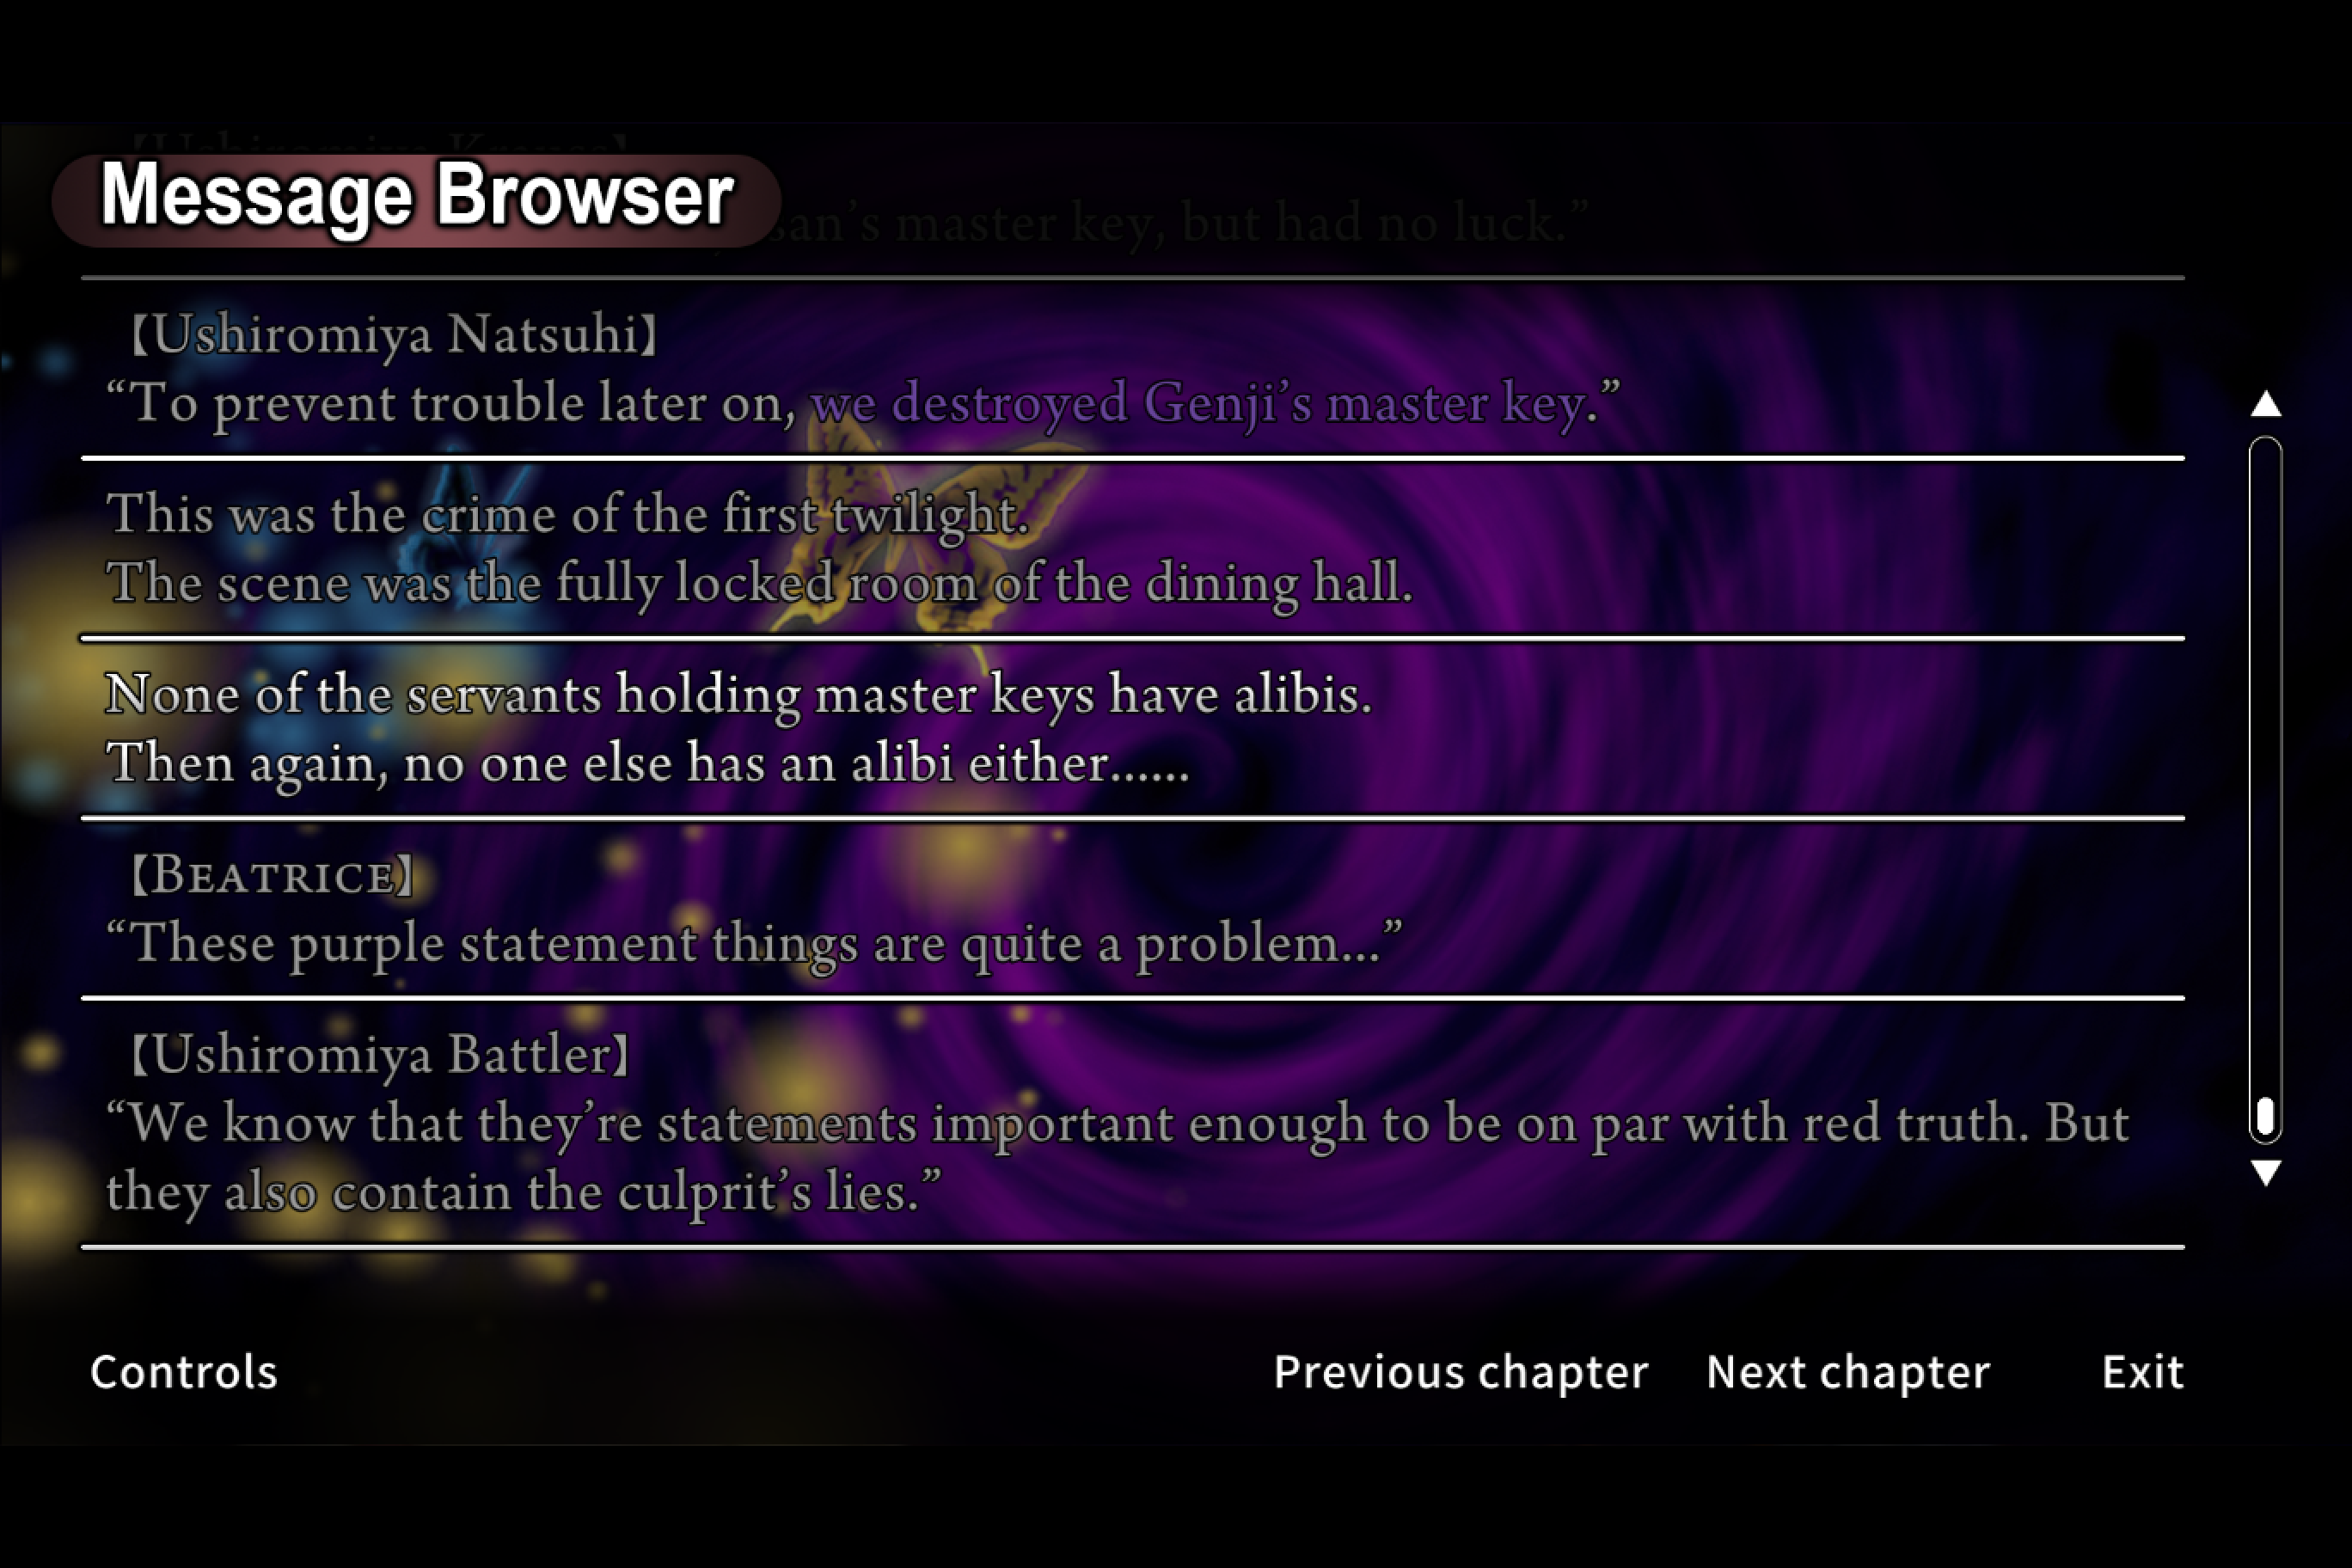 【Ushiromiya Krauss】
Message Browser
san’s master key, but had no luck.”
【Ushiromiya Natsuhi】
“To prevent trouble later on, we destroyed Genji’s master key.”
This was the crime of the first twilight.
The scene was the fully locked room of the dining hall.
None of the servants holding master keys have alibis.
Then again, no one else has an alibi either......
【BEATRICE】
“These purple statement things are quite a problem...”
【Ushiromiya Battler】
“We know that they’re statements important enough to be on par with red truth. But
they also contain the culprit’s lies.”
Controls
Previous chapter
Next chapter
Exit